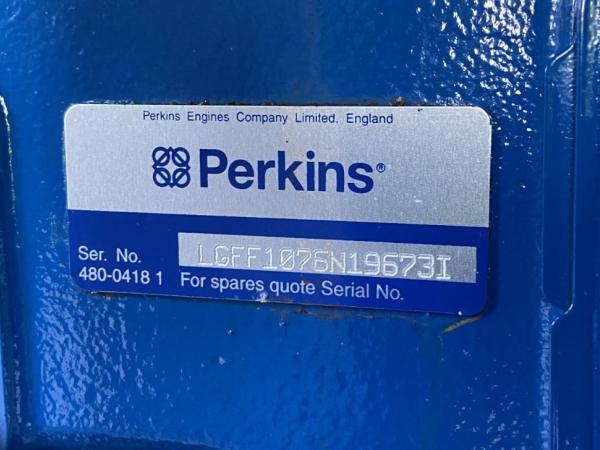 Perkins Engines Company Limited, England
Perkins®
Ser. No. LGFF1076N19673I
480-0418 1 For spares quote Serial No.